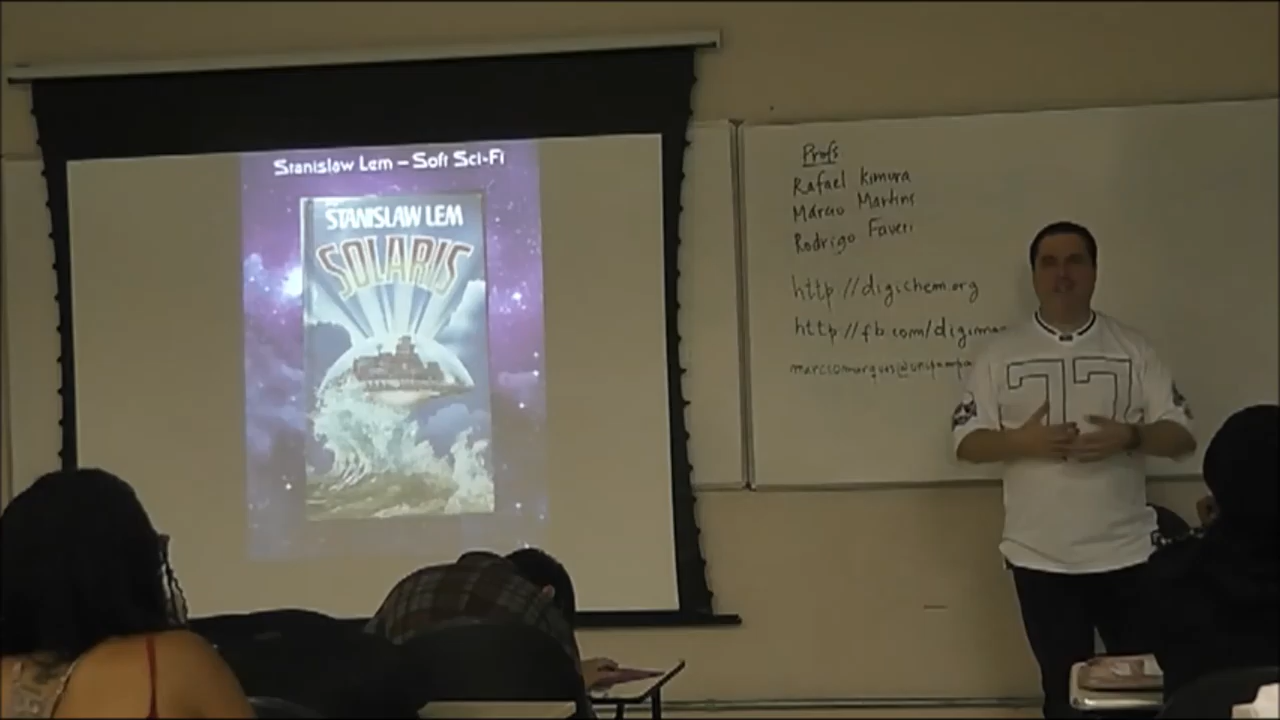 Stanislaw Lem – Soft Sci-Fi
STANISLAW LEM
SOLARIS
Profs
Rafael Kimura
Márcio Martins
Rodrigo Faveri
http://digichem.org
http://fb.com/digimar
77